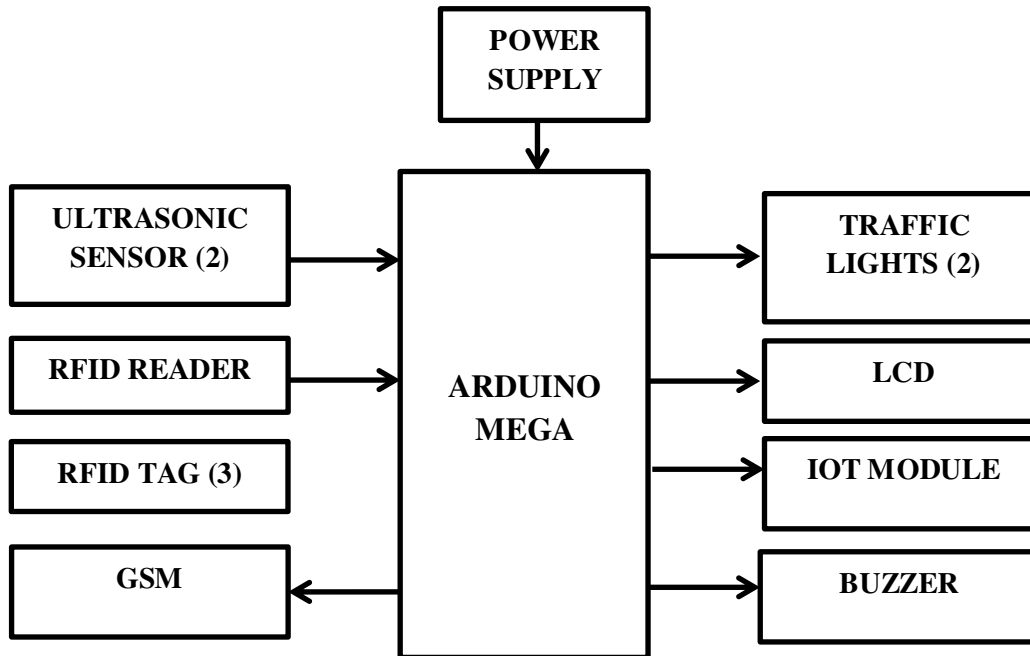 POWER
SUPPLY
ULTRASONIC
SENSOR (2)
RFID READER
RFID TAG (3)
GSM
ARDUINO
MEGA
TRAFFIC
LIGHTS (2)
LCD
IOT MODULE
BUZZER